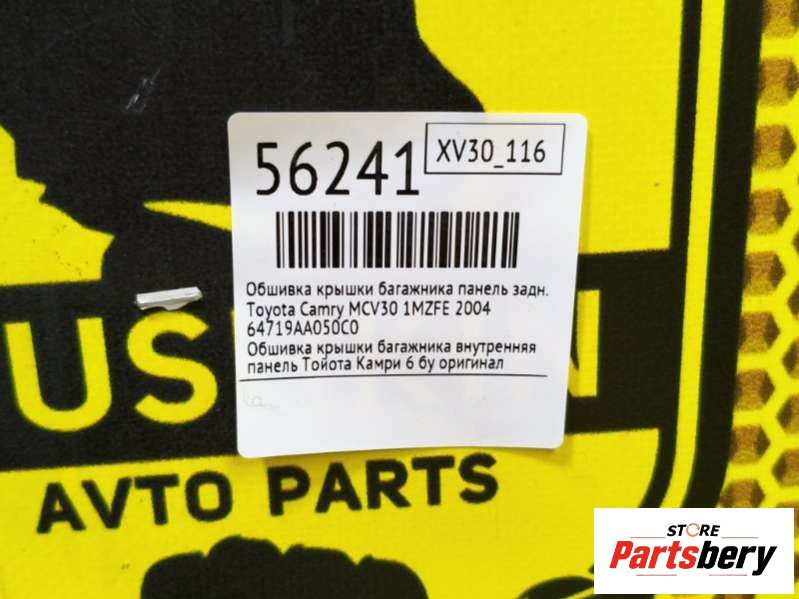 56241
XV30_116
Обшивка крышки багажника панель задн.
Toyota Camry MCV30 1MZFE 2004
64719AA050C0
Обшивка крышки багажника внутренняя
панель Тойота Камри 6 бу оригинал
AVTO PARTS
STORE
Partsbery